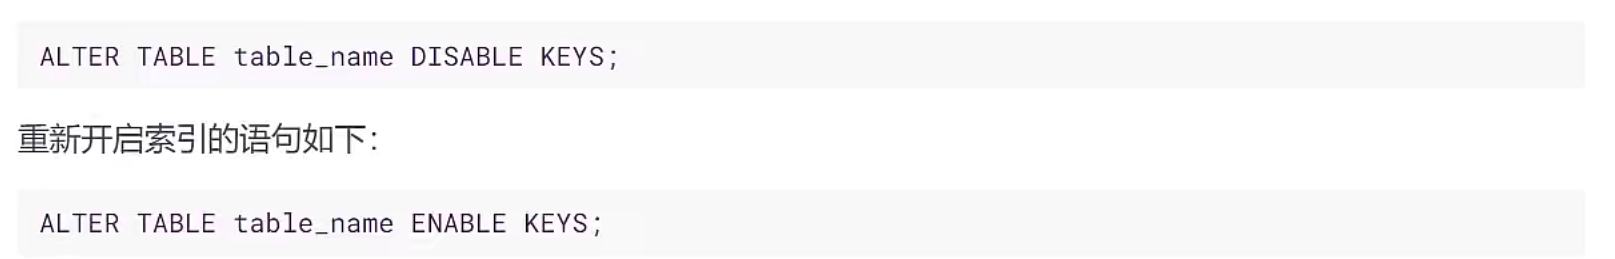 ALTER TABLE table_name DISABLE KEYS;
重新开启索引的语句如下：
ALTER TABLE table_name ENABLE KEYS;